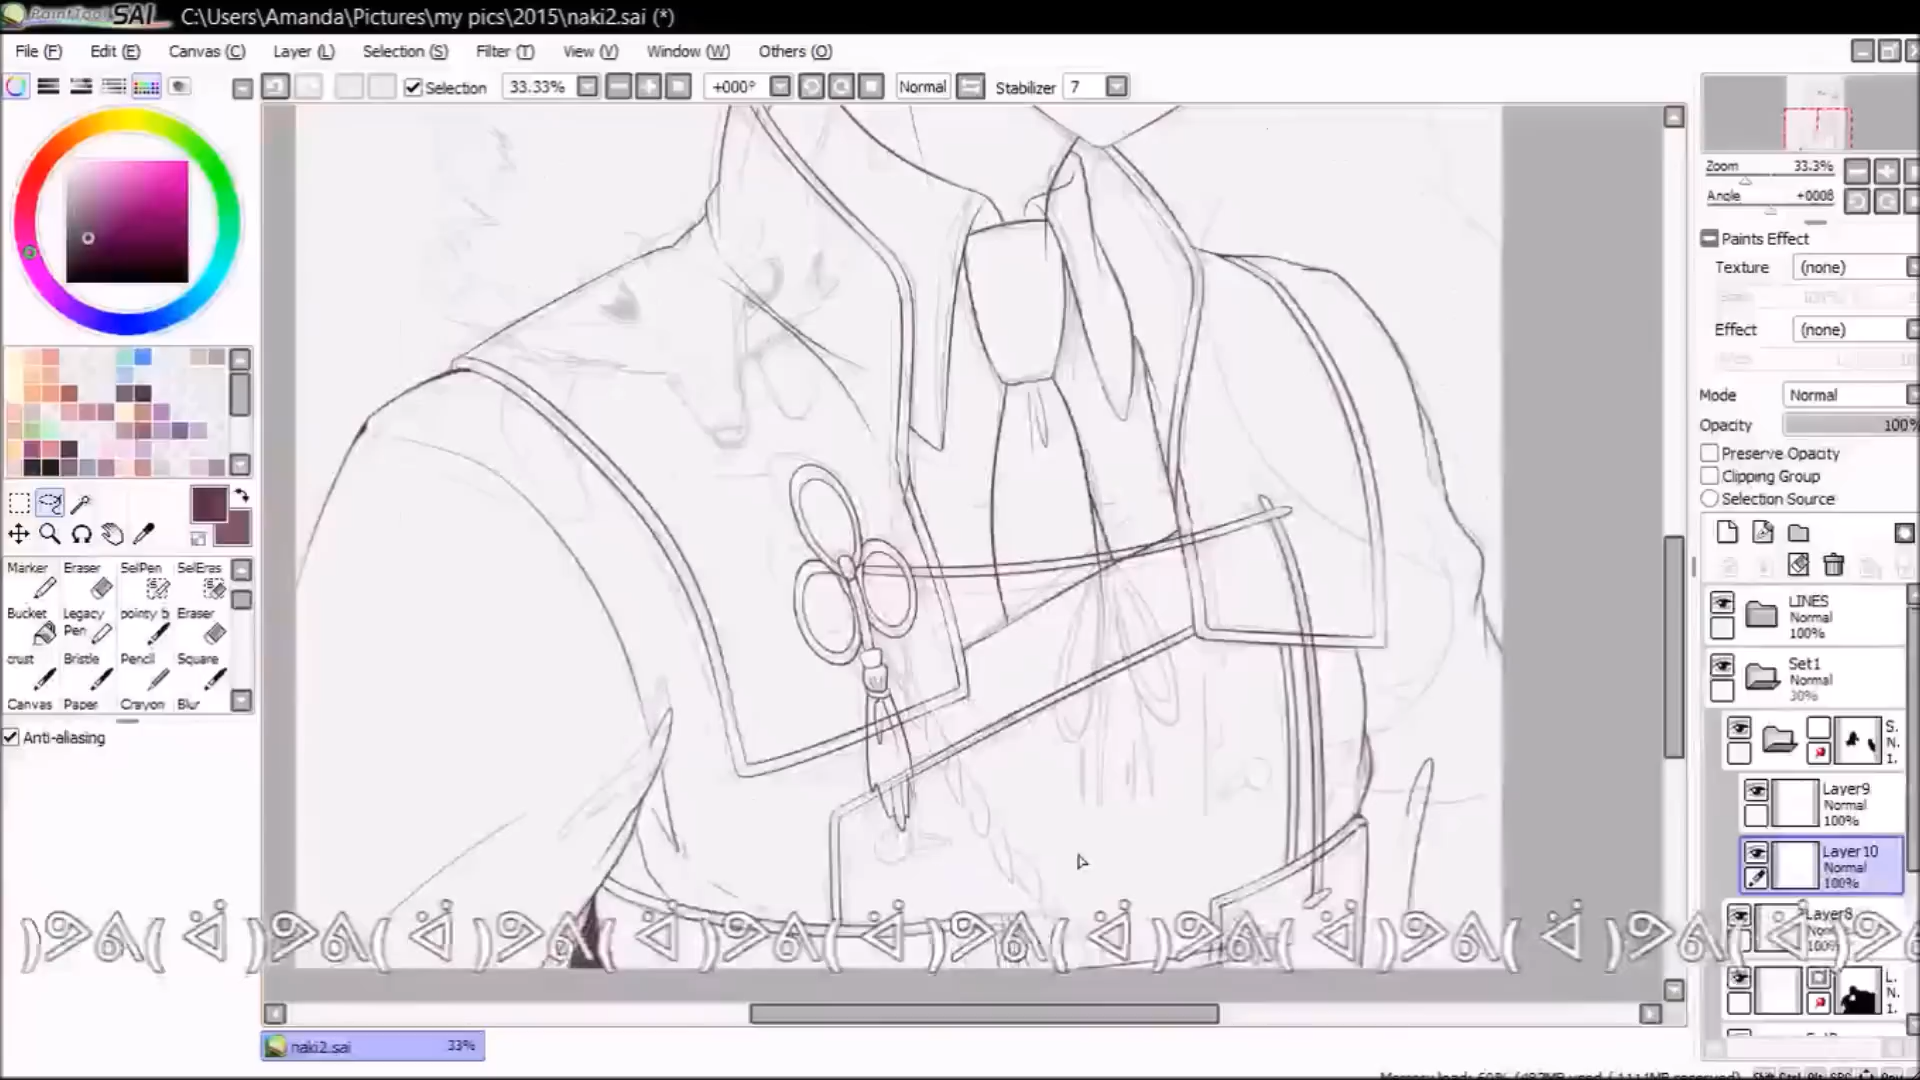 PaintTool SAI C:\Users\Amanda\Pictures\my pics\2015\naki2.sai (*)
File (F) Edit (E) Canvas (C) Layer (L) Selection (S) Filter (T) View (V) Window (W) Others (O)
Selection 33.33% +000° Normal Stabilizer 7
Zoom 33.3%
Angle +000
Paints Effect
Texture (none)
Effect (none)
Mode Normal
Opacity 100%
Preserve Opacity
Clipping Group
Selection Source
Marker Eraser SelPen SelEras
Bucket Legacy Pen pointy b Eraser
crust Bristle Pencil Square
Canvas Paper Crayon Blur
Anti-aliasing
LINES
Normal
100%
Set1
Normal
30%
S.
N.
1.
Layer9
Normal
100%
Layer10
Normal
100%
Layer8
100%
L.
N.
1.
naki2.sai 33%